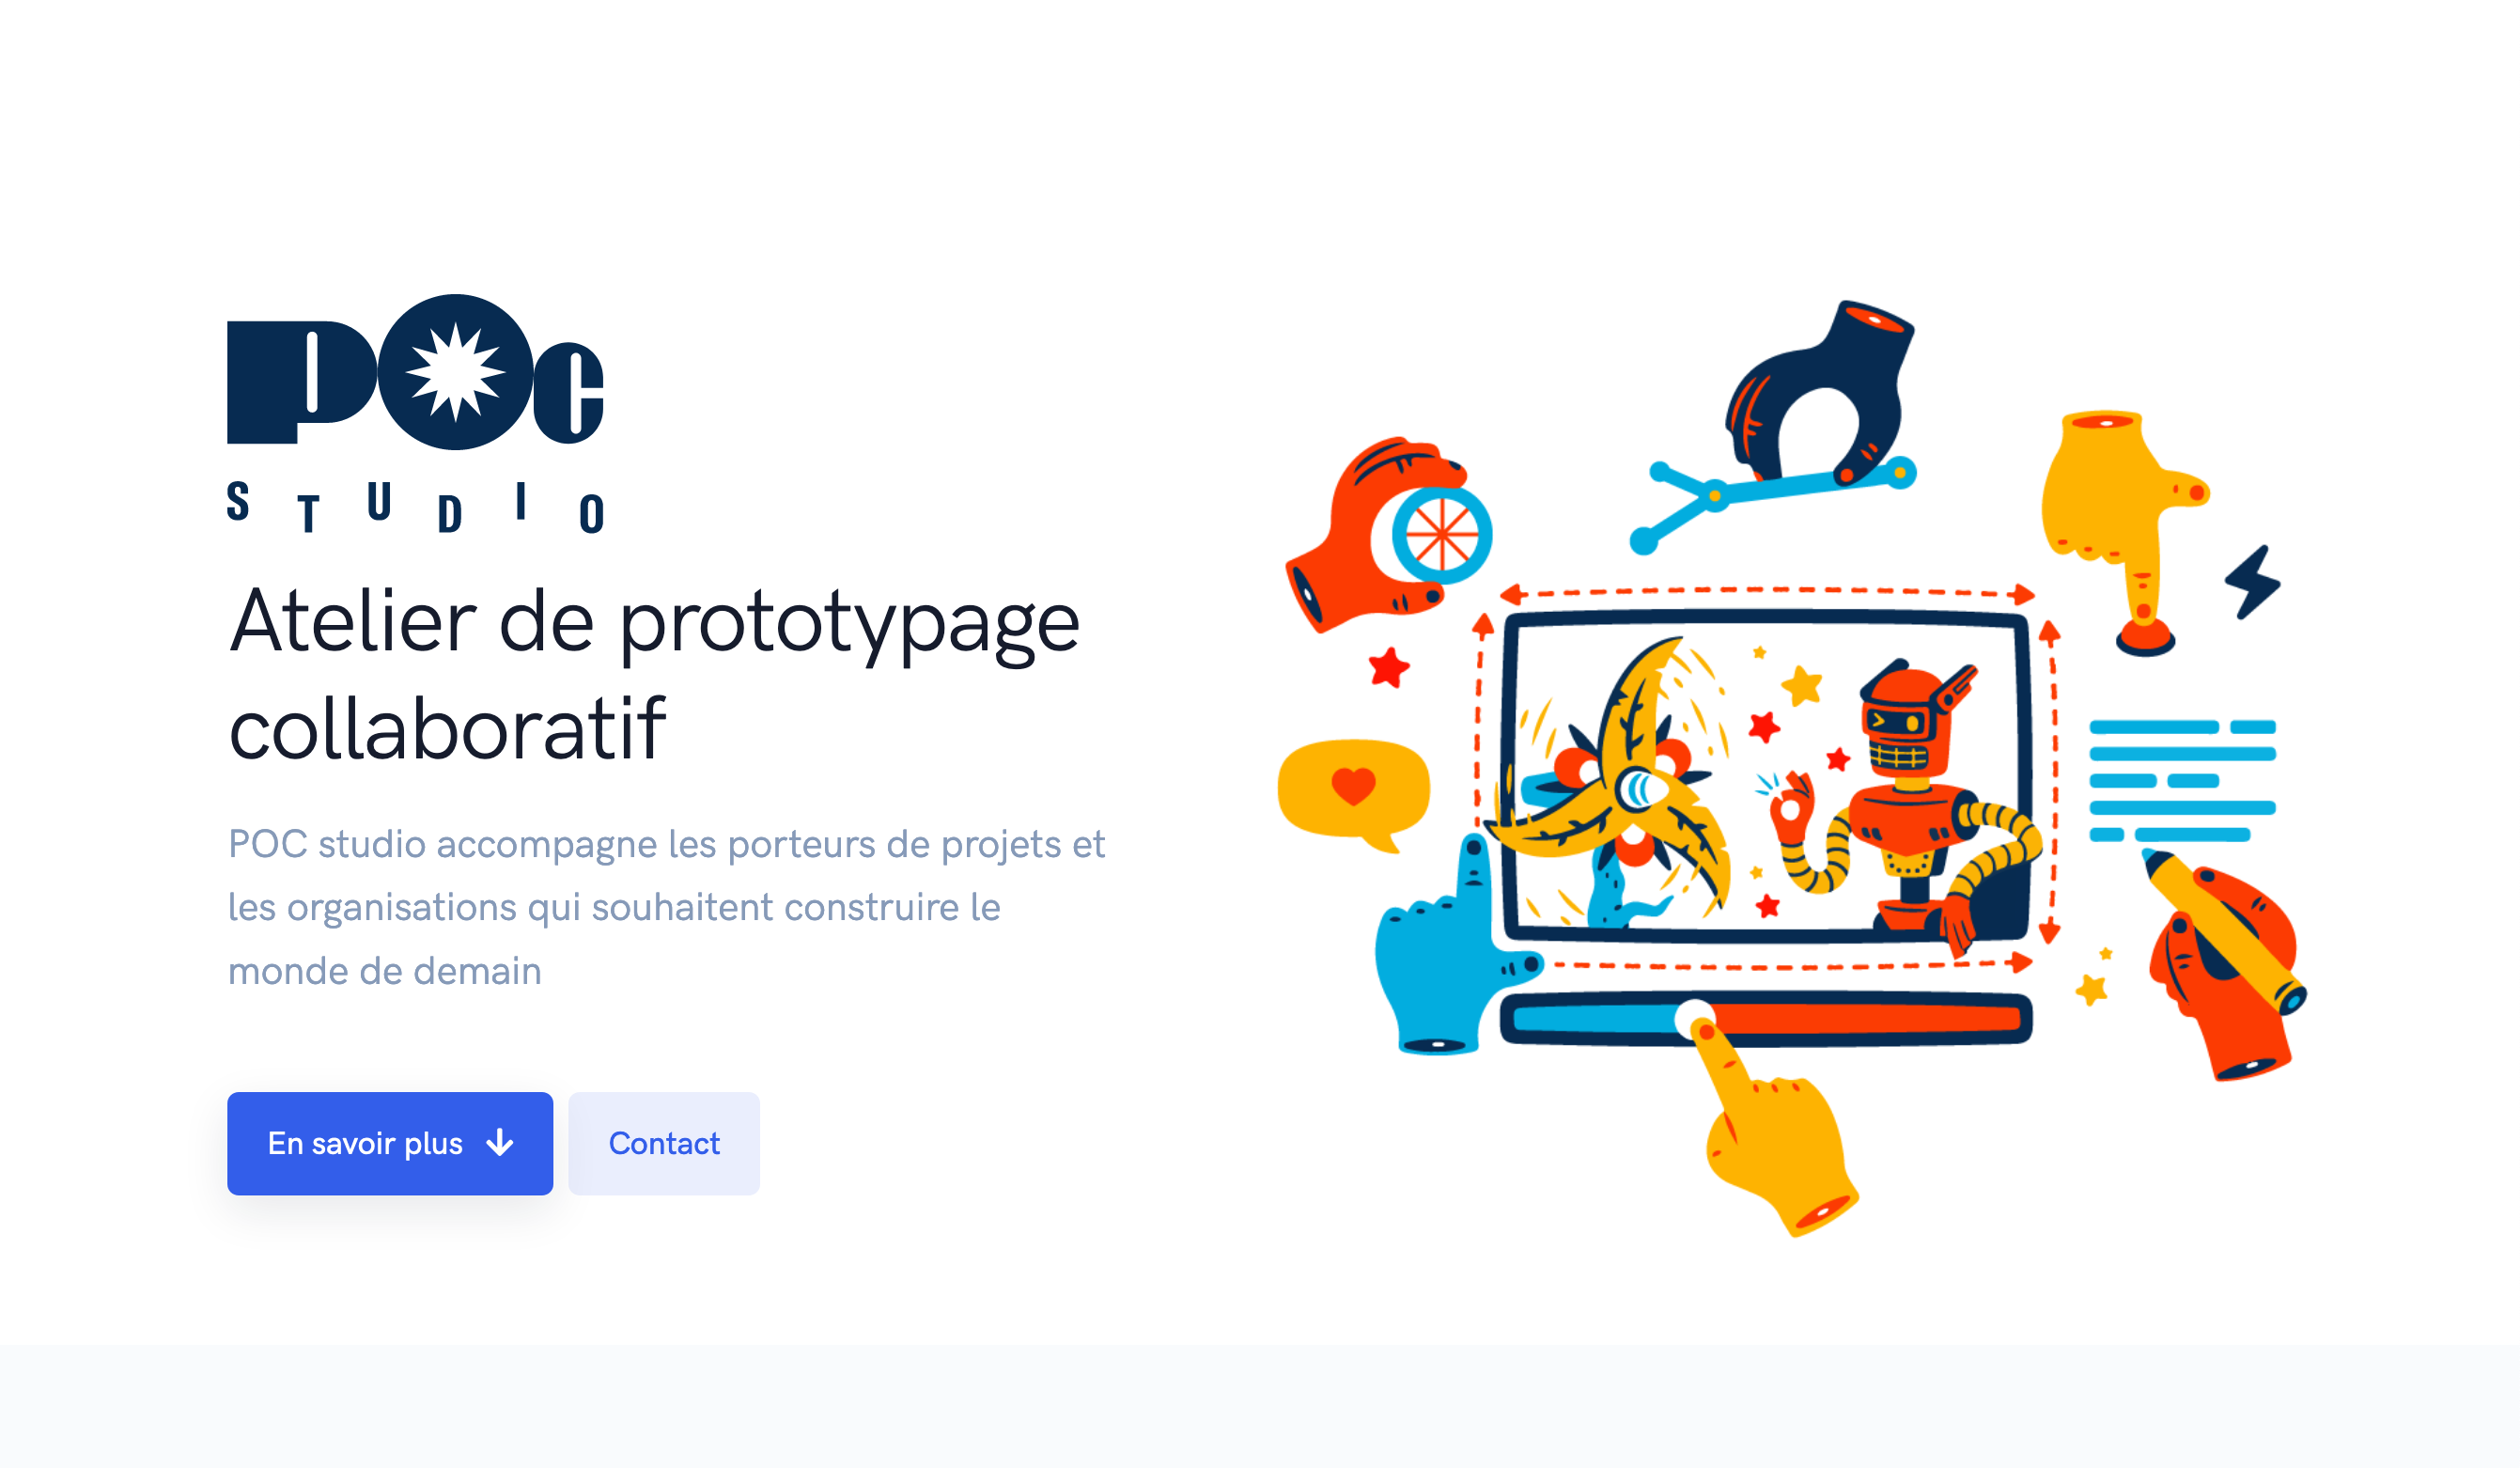 POC
STUDIO
Atelier de prototypage
collaboratif
POC studio accompagne les porteurs de projets et
les organisations qui souhaitent construire le
monde de demain
En savoir plus
Contact